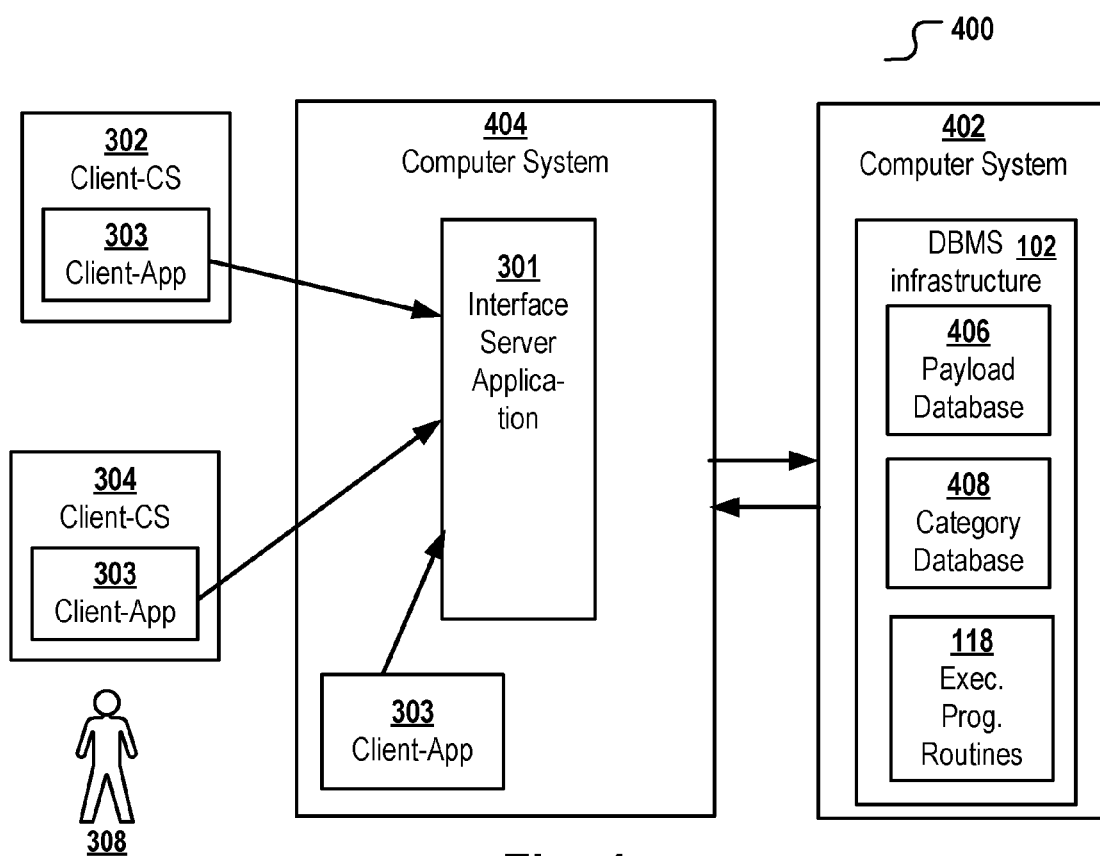 400
302
Client-CS
303
Client-App
304
Client-CS
303
Client-App
308
404
Computer System
301
Interface
Server
Applica-
tion
303
Client-App
402
Computer System
DBMS 102
infrastructure
406
Payload
Database
408
Category
Database
118
Exec.
Prog.
Routines